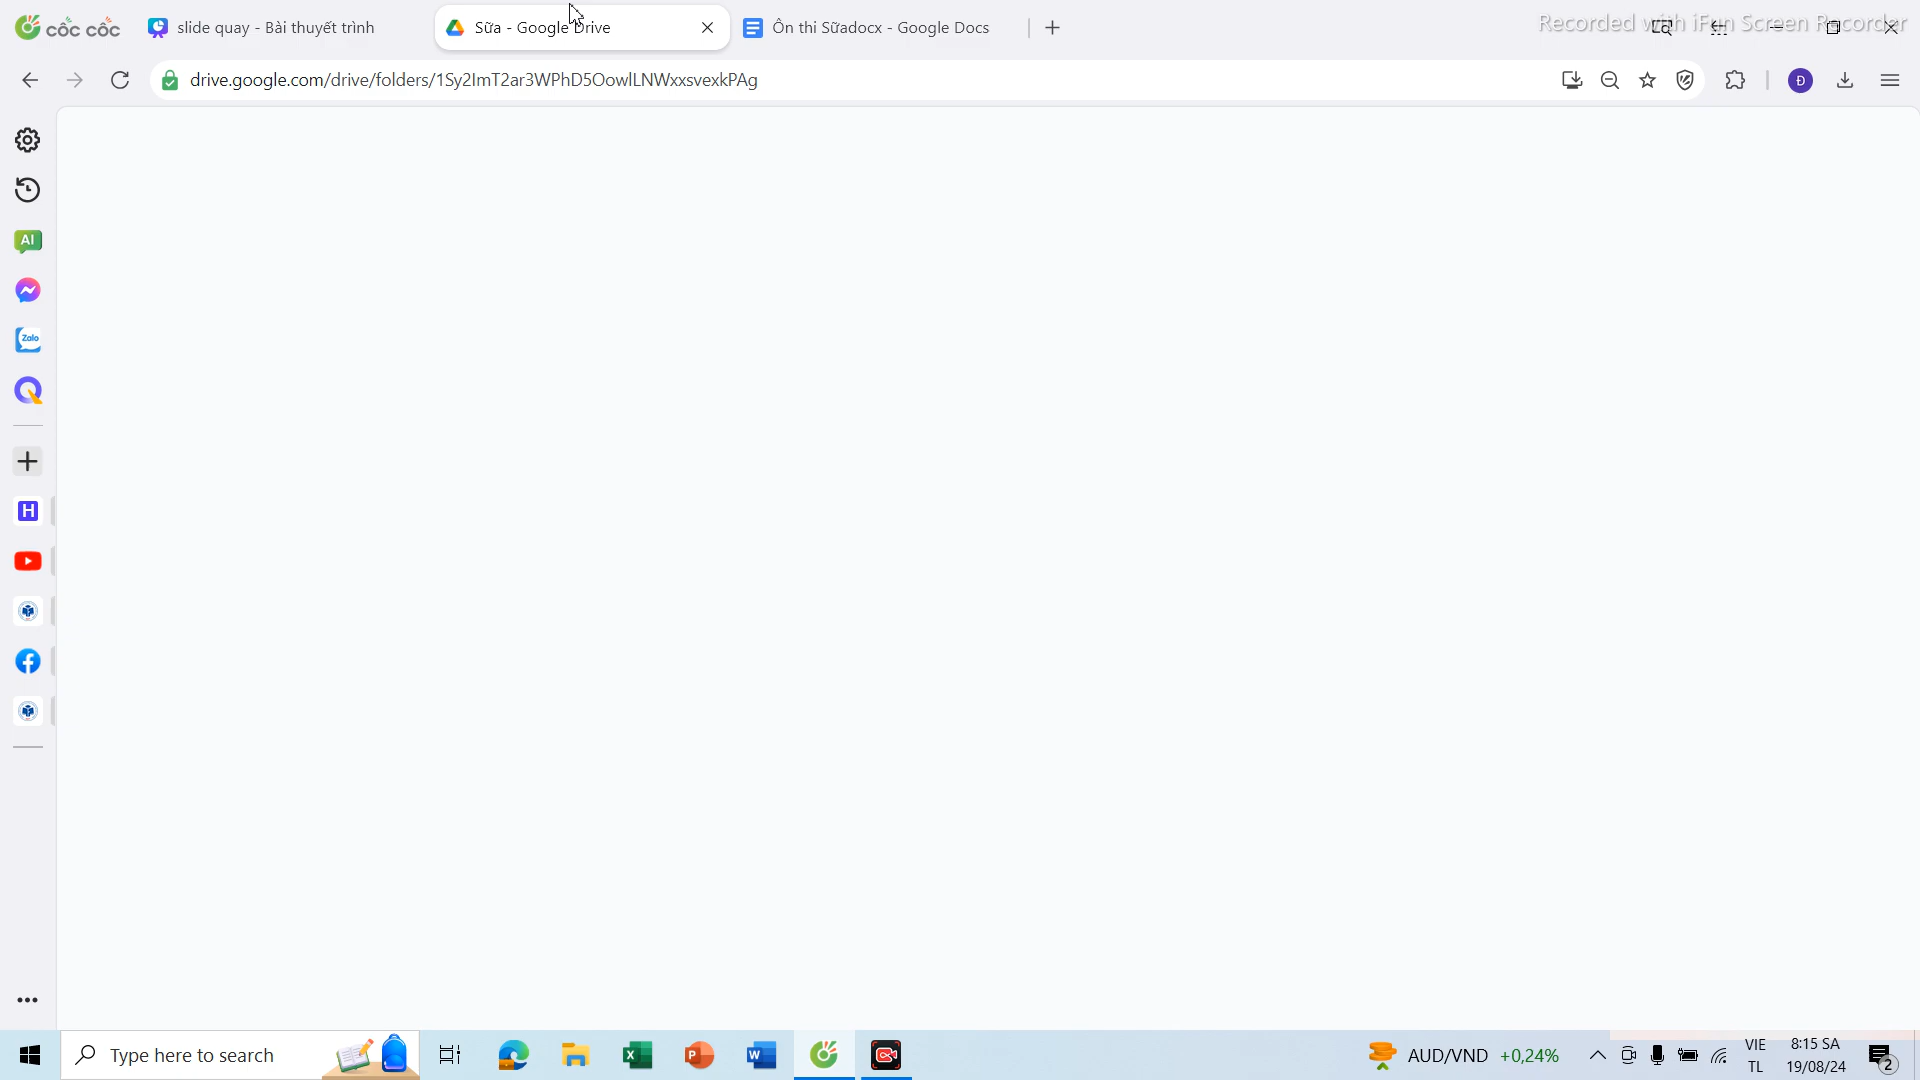 cốc cốc
slide quay - Bài thuyết trình
Sữa - Google Drive
Ôn thi Sữadocx - Google Docs
Recorded with iFun Screen Recorder
drive.google.com/drive/folders/1Sy2ImT2ar3WPhD5OowlLNWxxsvexkPAg
Đ
AI
Zalo
H
Type here to search
AUD/VND +0,24%
VIE
TL
8:15 SA
19/08/24
2